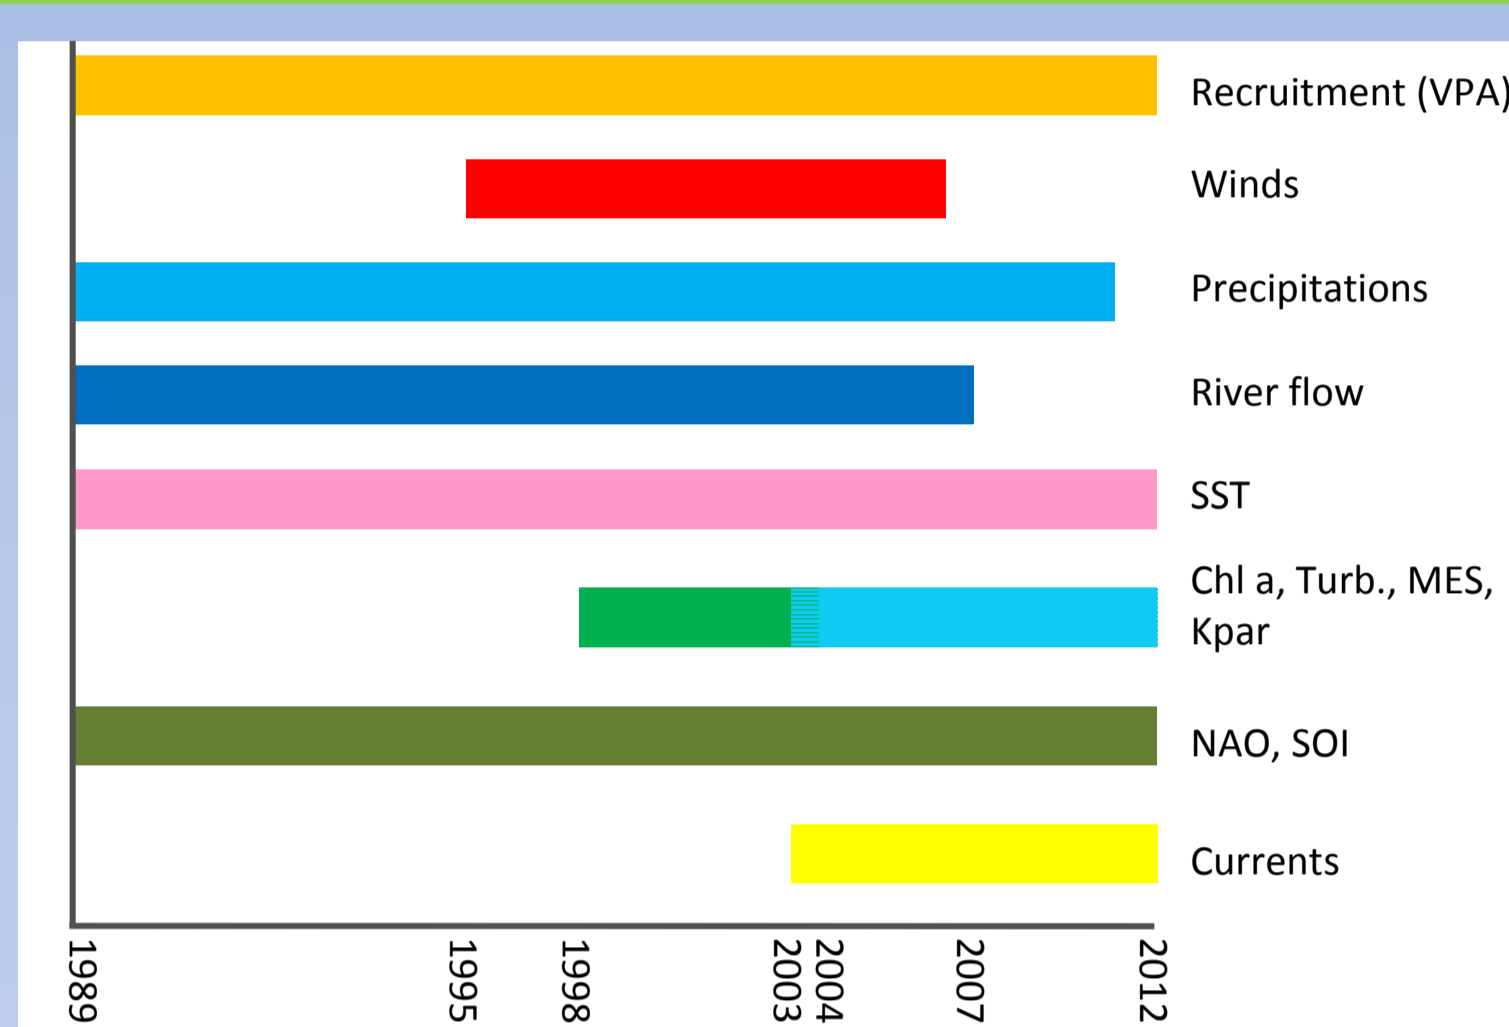 Recruitment (VPA)
Winds
Precipitations
River flow
SST
Chl a, Turb., MES,
Kpar
NAO, SOI
Currents
1989
1995
1998
2003
2004
2007
2012